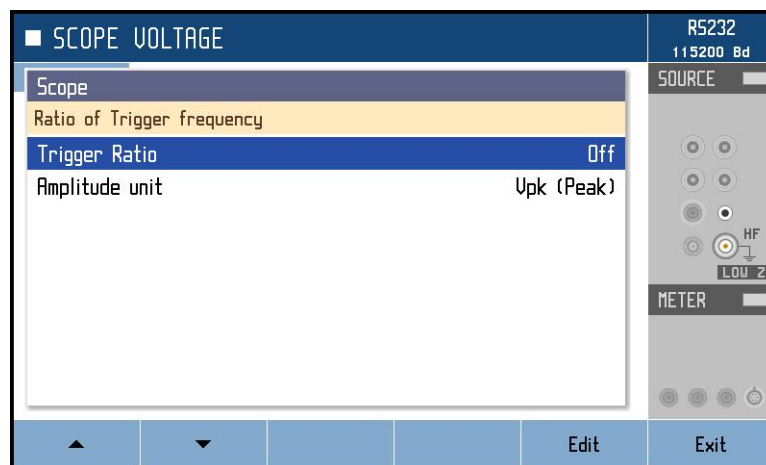 SCOPE VOLTAGE
RS232
115200 Bd
Scope
Ratio of Trigger frequency
Trigger Ratio Off
Amplitude unit Vpk (Peak)
SOURCE
HF
LOW Z
METER
Edit Exit